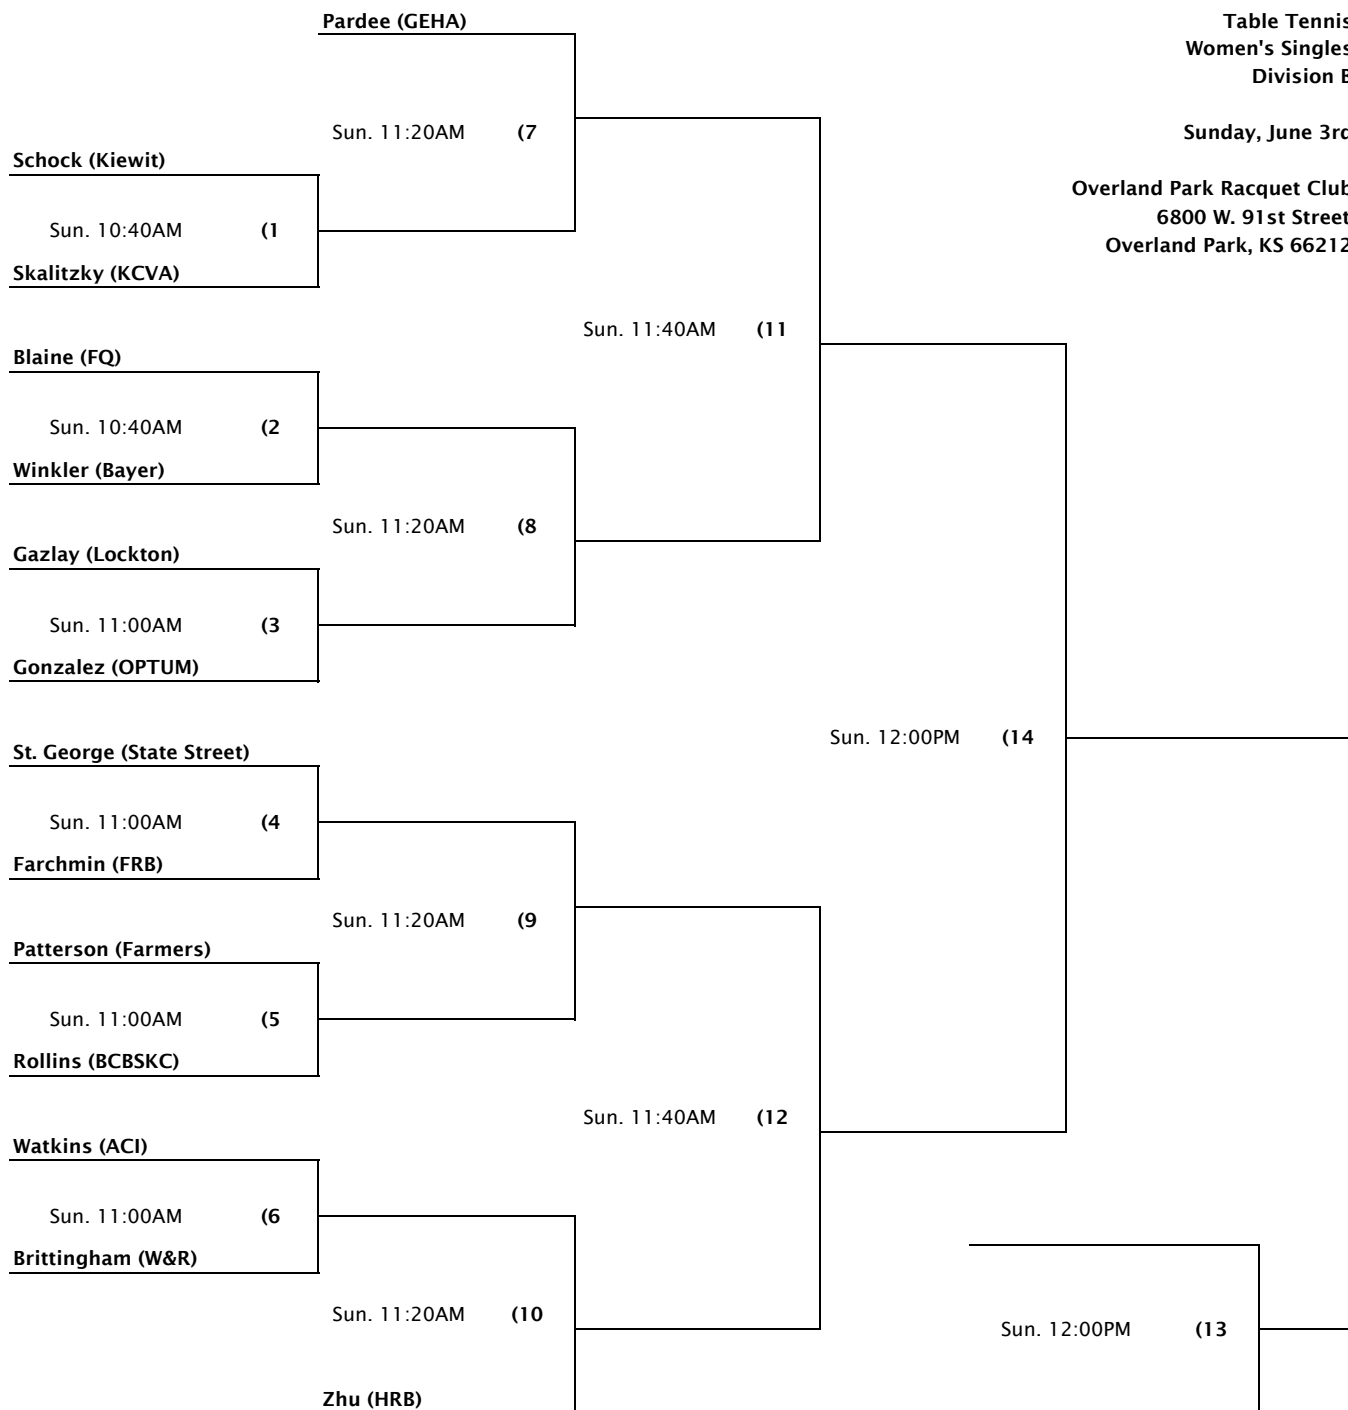 Pardee (GEHA)
Table Tennis
Women's Singles
Division B
Sun. 11:20AM (7
Sunday, June 3rd
Schock (Kiewit)
Overland Park Racquet Club
6800 W. 91st Street
Sun. 10:40AM (1
Overland Park, KS 66212
Skalitzky (KCVA)
Sun. 11:40AM (11
Blaine (FQ)
Sun. 10:40AM (2
Winkler (Bayer)
Sun. 11:20AM (8
Gazlay (Lockton)
Sun. 11:00AM (3
Gonzalez (OPTUM)
St. George (State Street)
Sun. 12:00PM (14
Sun. 11:00AM (4
Farchmin (FRB)
Sun. 11:20AM (9
Patterson (Farmers)
Sun. 11:00AM (5
Rollins (BCBSKC)
Sun. 11:40AM (12
Watkins (ACI)
Sun. 11:00AM (6
Brittingham (W&R)
Sun. 11:20AM (10
Sun. 12:00PM (13
Zhu (HRB)